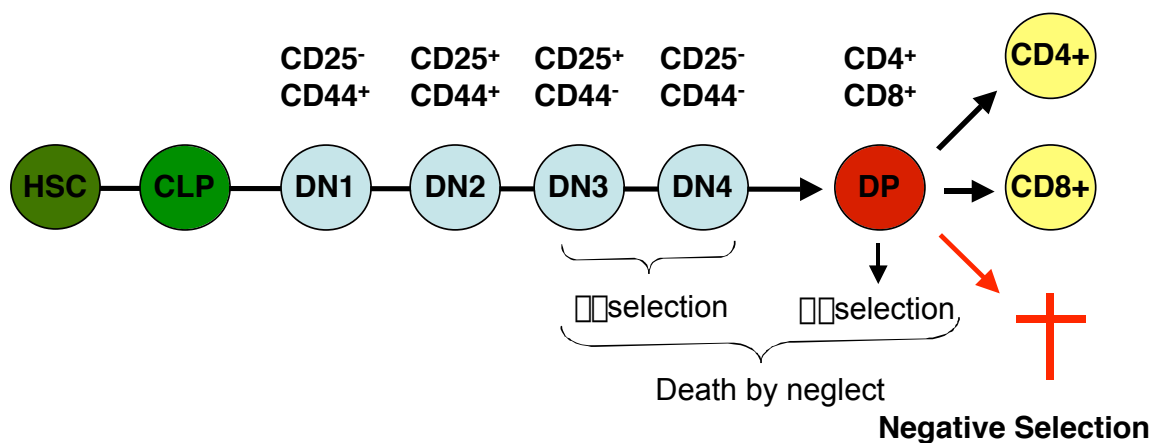 CD25- CD25+ CD25+ CD25- CD4+
CD44+ CD44+ CD44- CD44- CD8+
CD4+
HSC CLP DN1 DN2 DN3 DN4 DP CD8+
□□selection □□selection
Death by neglect
Negative Selection